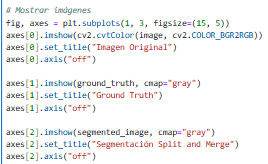 # Mostrar imágenes
fig, axes = plt.subplots(1, 3, figsize=(15, 5))
axes[0].imshow(cv2.cvtColor(image, cv2.COLOR_BGR2RGB))
axes[0].set_title("Imagen Original")
axes[0].axis("off")

axes[1].imshow(ground_truth, cmap="gray")
axes[1].set_title("Ground Truth")
axes[1].axis("off")

axes[2].imshow(segmented_image, cmap="gray")
axes[2].set_title("Segmentación Split and Merge")
axes[2].axis("off")